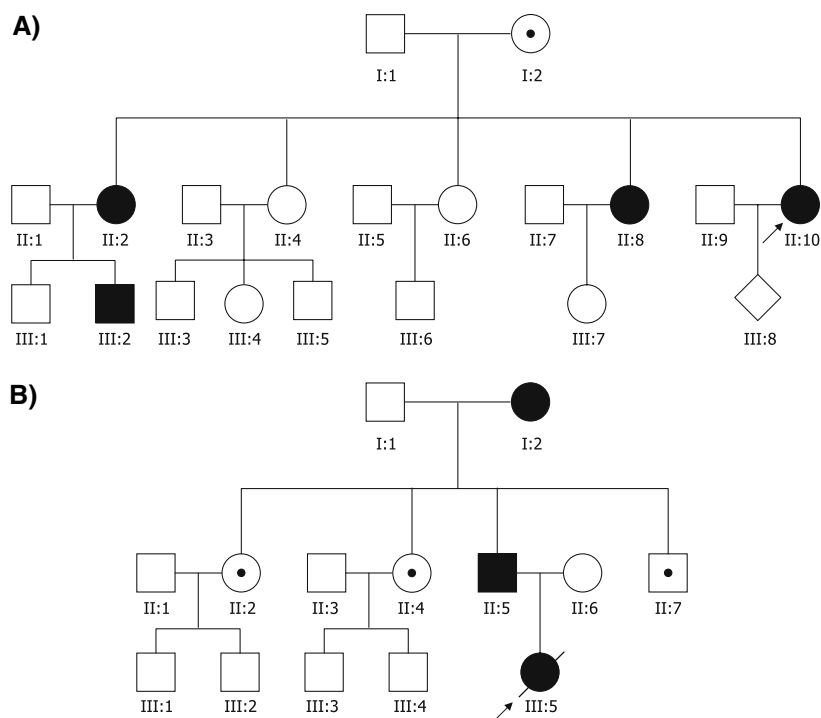 A)
I:1 I:2
II:1 II:2 II:3 II:4 II:5 II:6 II:7 II:8 II:9 II:10
III:1 III:2 III:3 III:4 III:5 III:6 III:7 III:8
B)
I:1 I:2
II:1 II:2 II:3 II:4 II:5 II:6 II:7
III:1 III:2 III:3 III:4 III:5